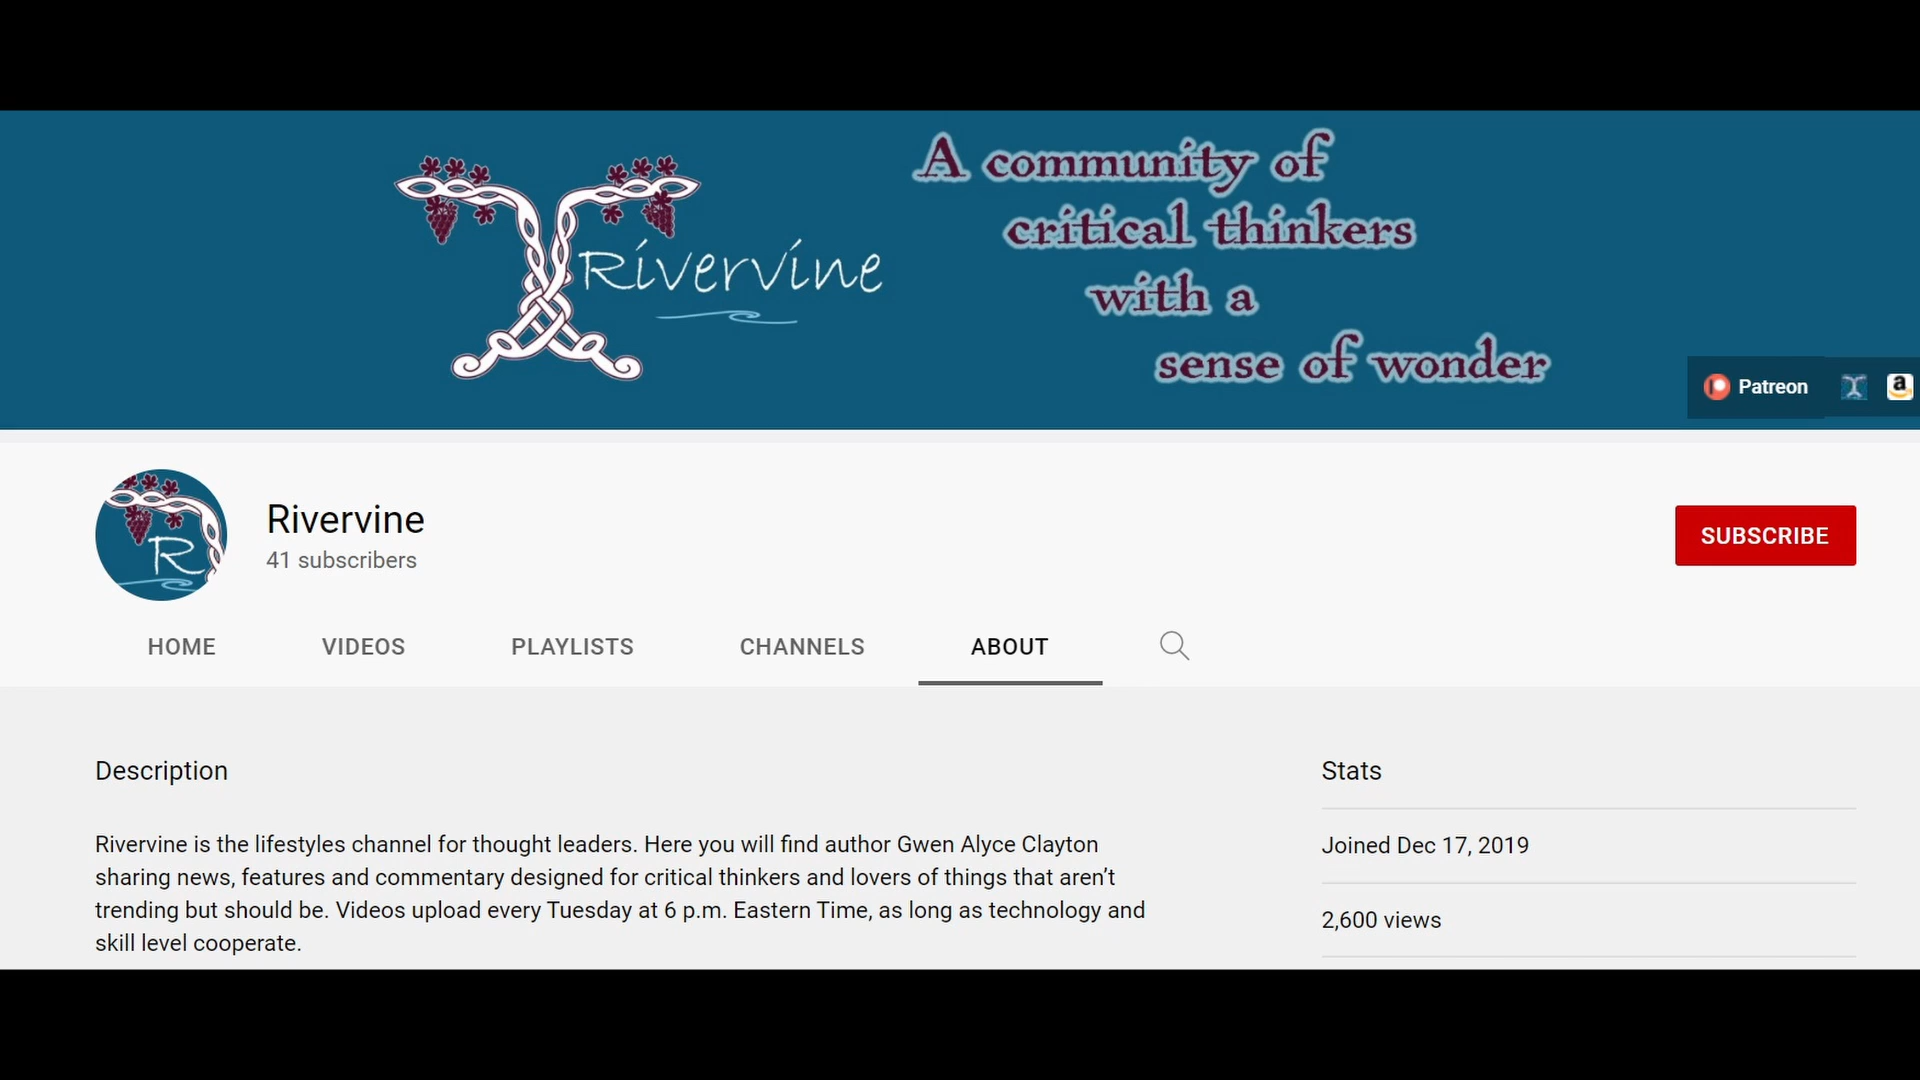 A community of
critical thinkers
with a
sense of wonder
Rivervine
Patreon
a
R
Rivervine
41 subscribers
SUBSCRIBE
HOME VIDEOS PLAYLISTS CHANNELS ABOUT
Description
Rivervine is the lifestyles channel for thought leaders. Here you will find author Gwen Alyce Clayton
sharing news, features and commentary designed for critical thinkers and lovers of things that aren’t
trending but should be. Videos upload every Tuesday at 6 p.m. Eastern Time, as long as technology and
skill level cooperate.
Stats
Joined Dec 17, 2019
2,600 views